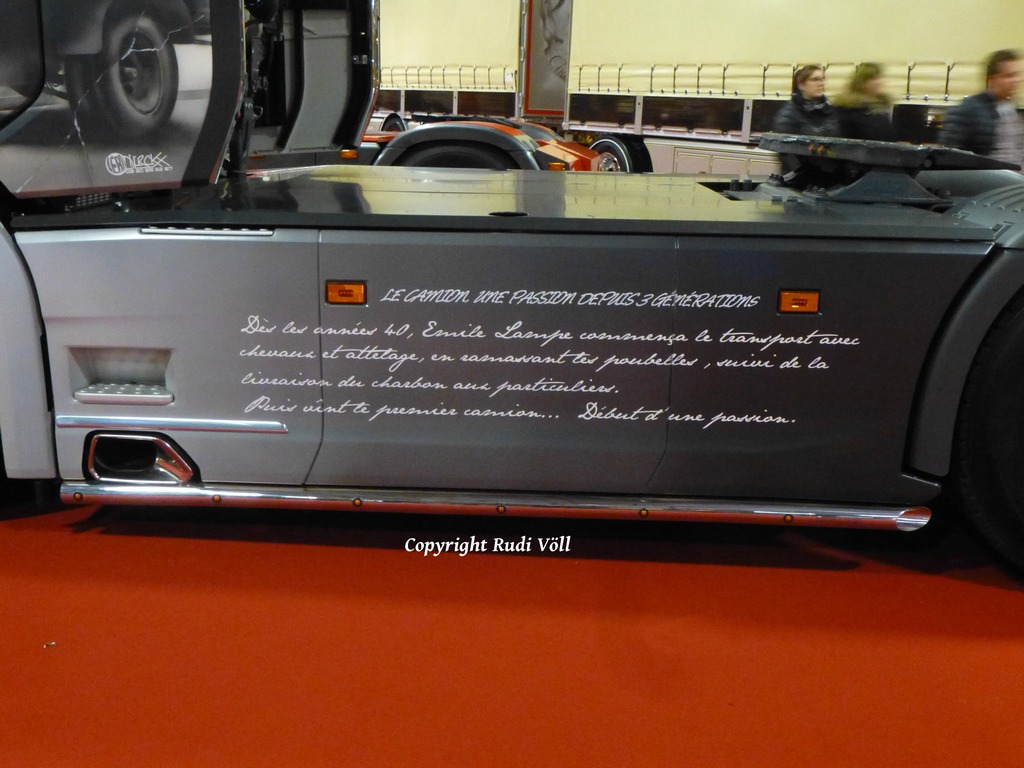 LE CAMION, UNE PASSION DEPUIS 3 GÉNÉRATIONS
Dès les années 40, Emile Lampe commença le transport avec
chevaux et attelage, en ramassant les poubelles , suivi de la
livraison du charbon aux particuliers.
Puis vînt le premier camion... Début d'une passion.
Copyright Rudi Völl